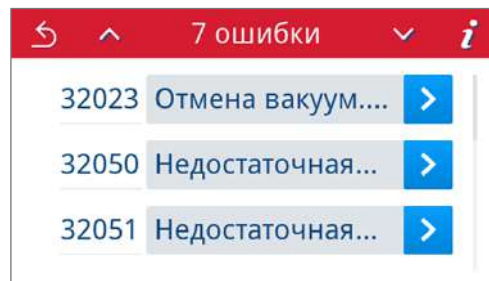 7 ошибки
32023 Отмена вакуум....
32050 Недостаточная...
32051 Недостаточная...